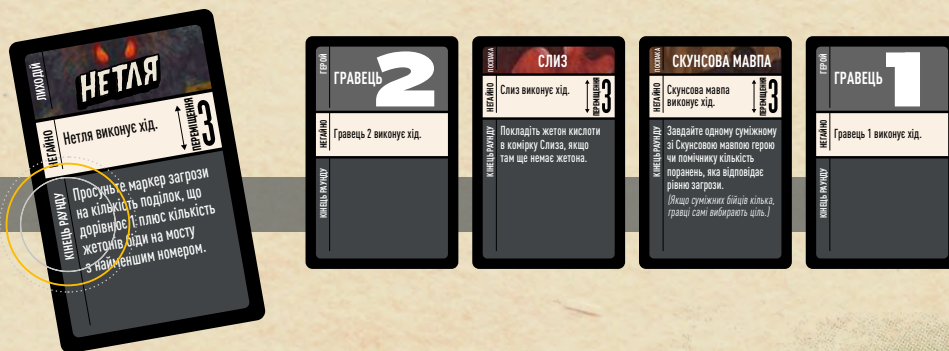 ЛИХОДІЙ
НЕТЛЯ
НЕГАЙНО
Нетля виконує хід.
ПЕРЕМІЩЕННЯ
3
КІНЕЦЬ РАУНДУ
Просуньте маркер загрози
на кількість поділок, що
дорівнює 1 плюс кількість
жетонів біди на мосту
з найменшим номером.
ГЕРОЙ
ГРАВЕЦЬ 2
НЕГАЙНО
Гравець 2 виконує хід.
КІНЕЦЬ РАУНДУ
ПОСІПАКА
СЛИЗ
НЕГАЙНО
Слиз виконує хід.
ПЕРЕМІЩЕННЯ
3
КІНЕЦЬ РАУНДУ
Покладіть жетон кислоти
в комірку Слиза, якщо
там ще немає жетона.
ПОСІПАКА
СКУНСОВА МАВПА
НЕГАЙНО
Скунсова мавпа
виконує хід.
ПЕРЕМІЩЕННЯ
3
КІНЕЦЬ РАУНДУ
Завдайте одному суміжному
зі Скунсовою мавпою герою
чи помічнику кількість
поранень, яка відповідає
рівню загрози.
(Якщо суміжних бійців кілька,
гравці самі вибирають ціль.)
ГЕРОЙ
ГРАВЕЦЬ 1
НЕГАЙНО
Гравець 1 виконує хід.
КІНЕЦЬ РАУНДУ